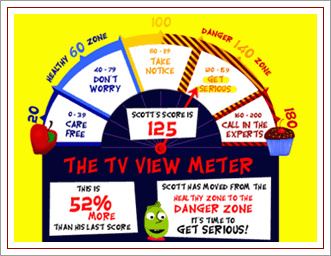 20
HEALTHY 60 ZONE
100
DANGER 140 ZONE
180
0 - 39
CARE
FREE
40 - 79
DON'T
WORRY
80 - 119
TAKE
NOTICE
120 - 159
GET
SERIOUS
160 - 200
CALL IN THE
EXPERTS
SCOTT'S SCORE IS
125
THE TV VIEW METER
THIS IS
52%
MORE
THAN HIS LAST SCORE
SCOTT HAS MOVED FROM THE
HEALTHY ZONE TO THE
DANGER ZONE
IT'S TIME TO
GET SERIOUS!